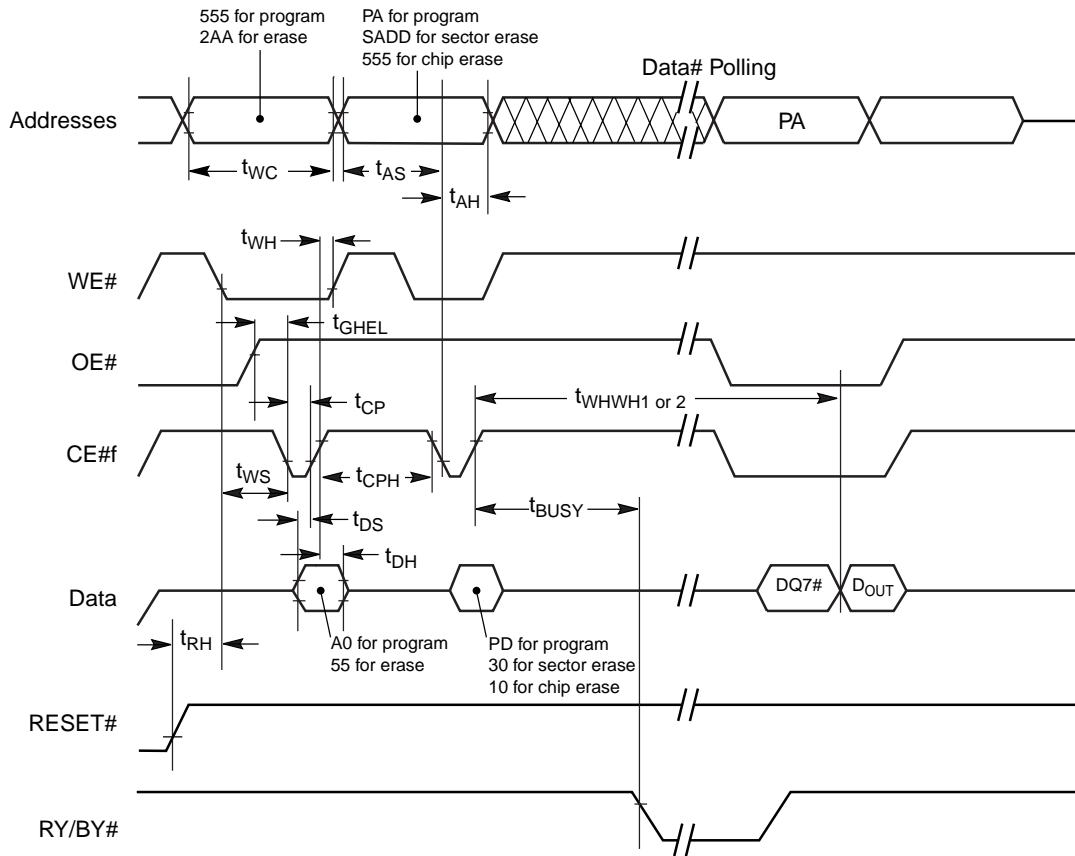 555 for program
2AA for erase
PA for program
SADD for sector erase
555 for chip erase
Data# Polling
Addresses
PA
tWC
tAS
tAH
tWH
WE#
tGHEL
OE#
tCP
tWHWH1 or 2
CE#f
tWS
tCPH
tBUSY
tDS
tDH
Data
DQ7#
DOUT
tRH
A0 for program
55 for erase
PD for program
30 for sector erase
10 for chip erase
RESET#
RY/BY#